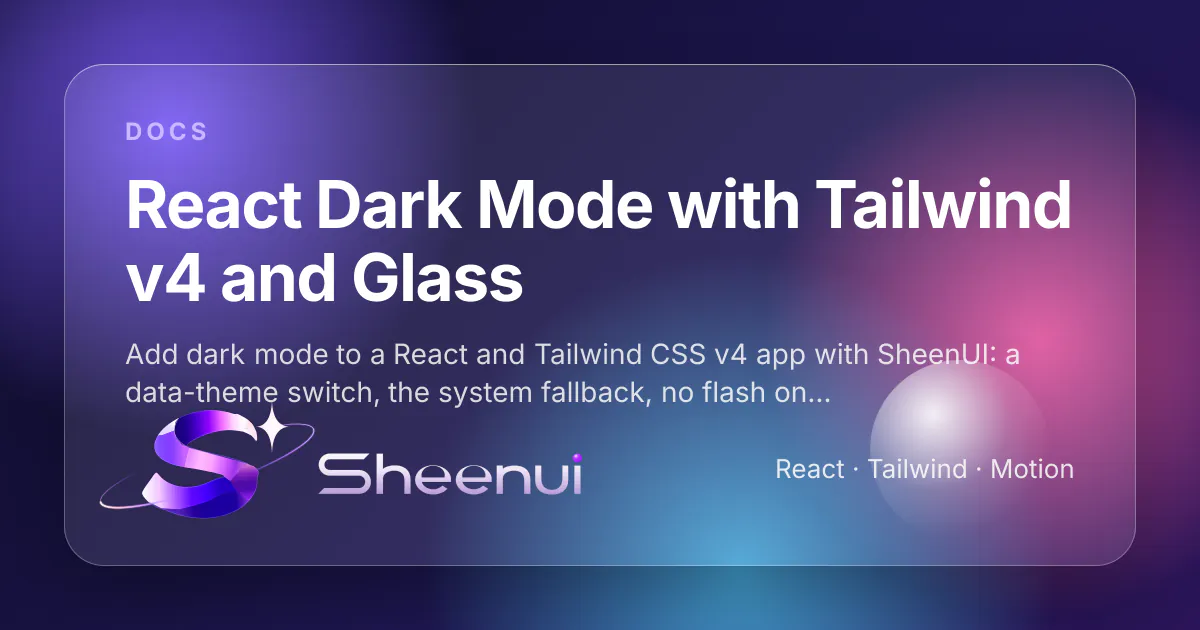 DOCS
React Dark Mode with Tailwind
v4 and Glass
Add dark mode to a React and Tailwind CSS v4 app with SheenUI: a
data-theme switch, the system fallback, no flash on...
Sheenui
React · Tailwind · Motion